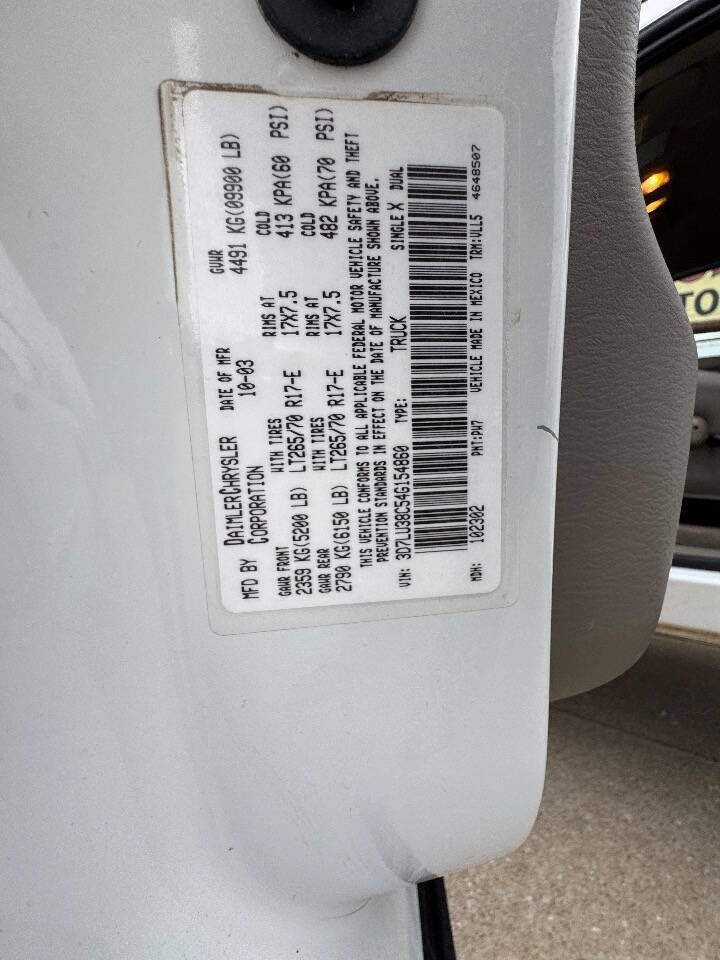 MFD BY DAIMLERCHRYSLER CORPORATION
DATE OF MFR 10-03
GVWR 4491 KG(09900 LB)
GAWR FRONT WITH TIRES RIMS AT COLD
2359 KG(5200 LB) LT265/70 R17-E 17X7.5 413 KPA(60 PSI)
GAWR REAR WITH TIRES RIMS AT COLD
2790 KG(6150 LB) LT265/70 R17-E 17X7.5 482 KPA(70 PSI)
THIS VEHICLE CONFORMS TO ALL APPLICABLE FEDERAL MOTOR VEHICLE SAFETY AND THEFT
PREVENTION STANDARDS IN EFFECT ON THE DATE OF MANUFACTURE SHOWN ABOVE.
VIN: 3D7LU38C54G154860 TYPE: TRUCK SINGLE X DUAL
MDH: 102302 PNT:PW7 VEHICLE MADE IN MEXICO TRM:VLL5 4648507
TO